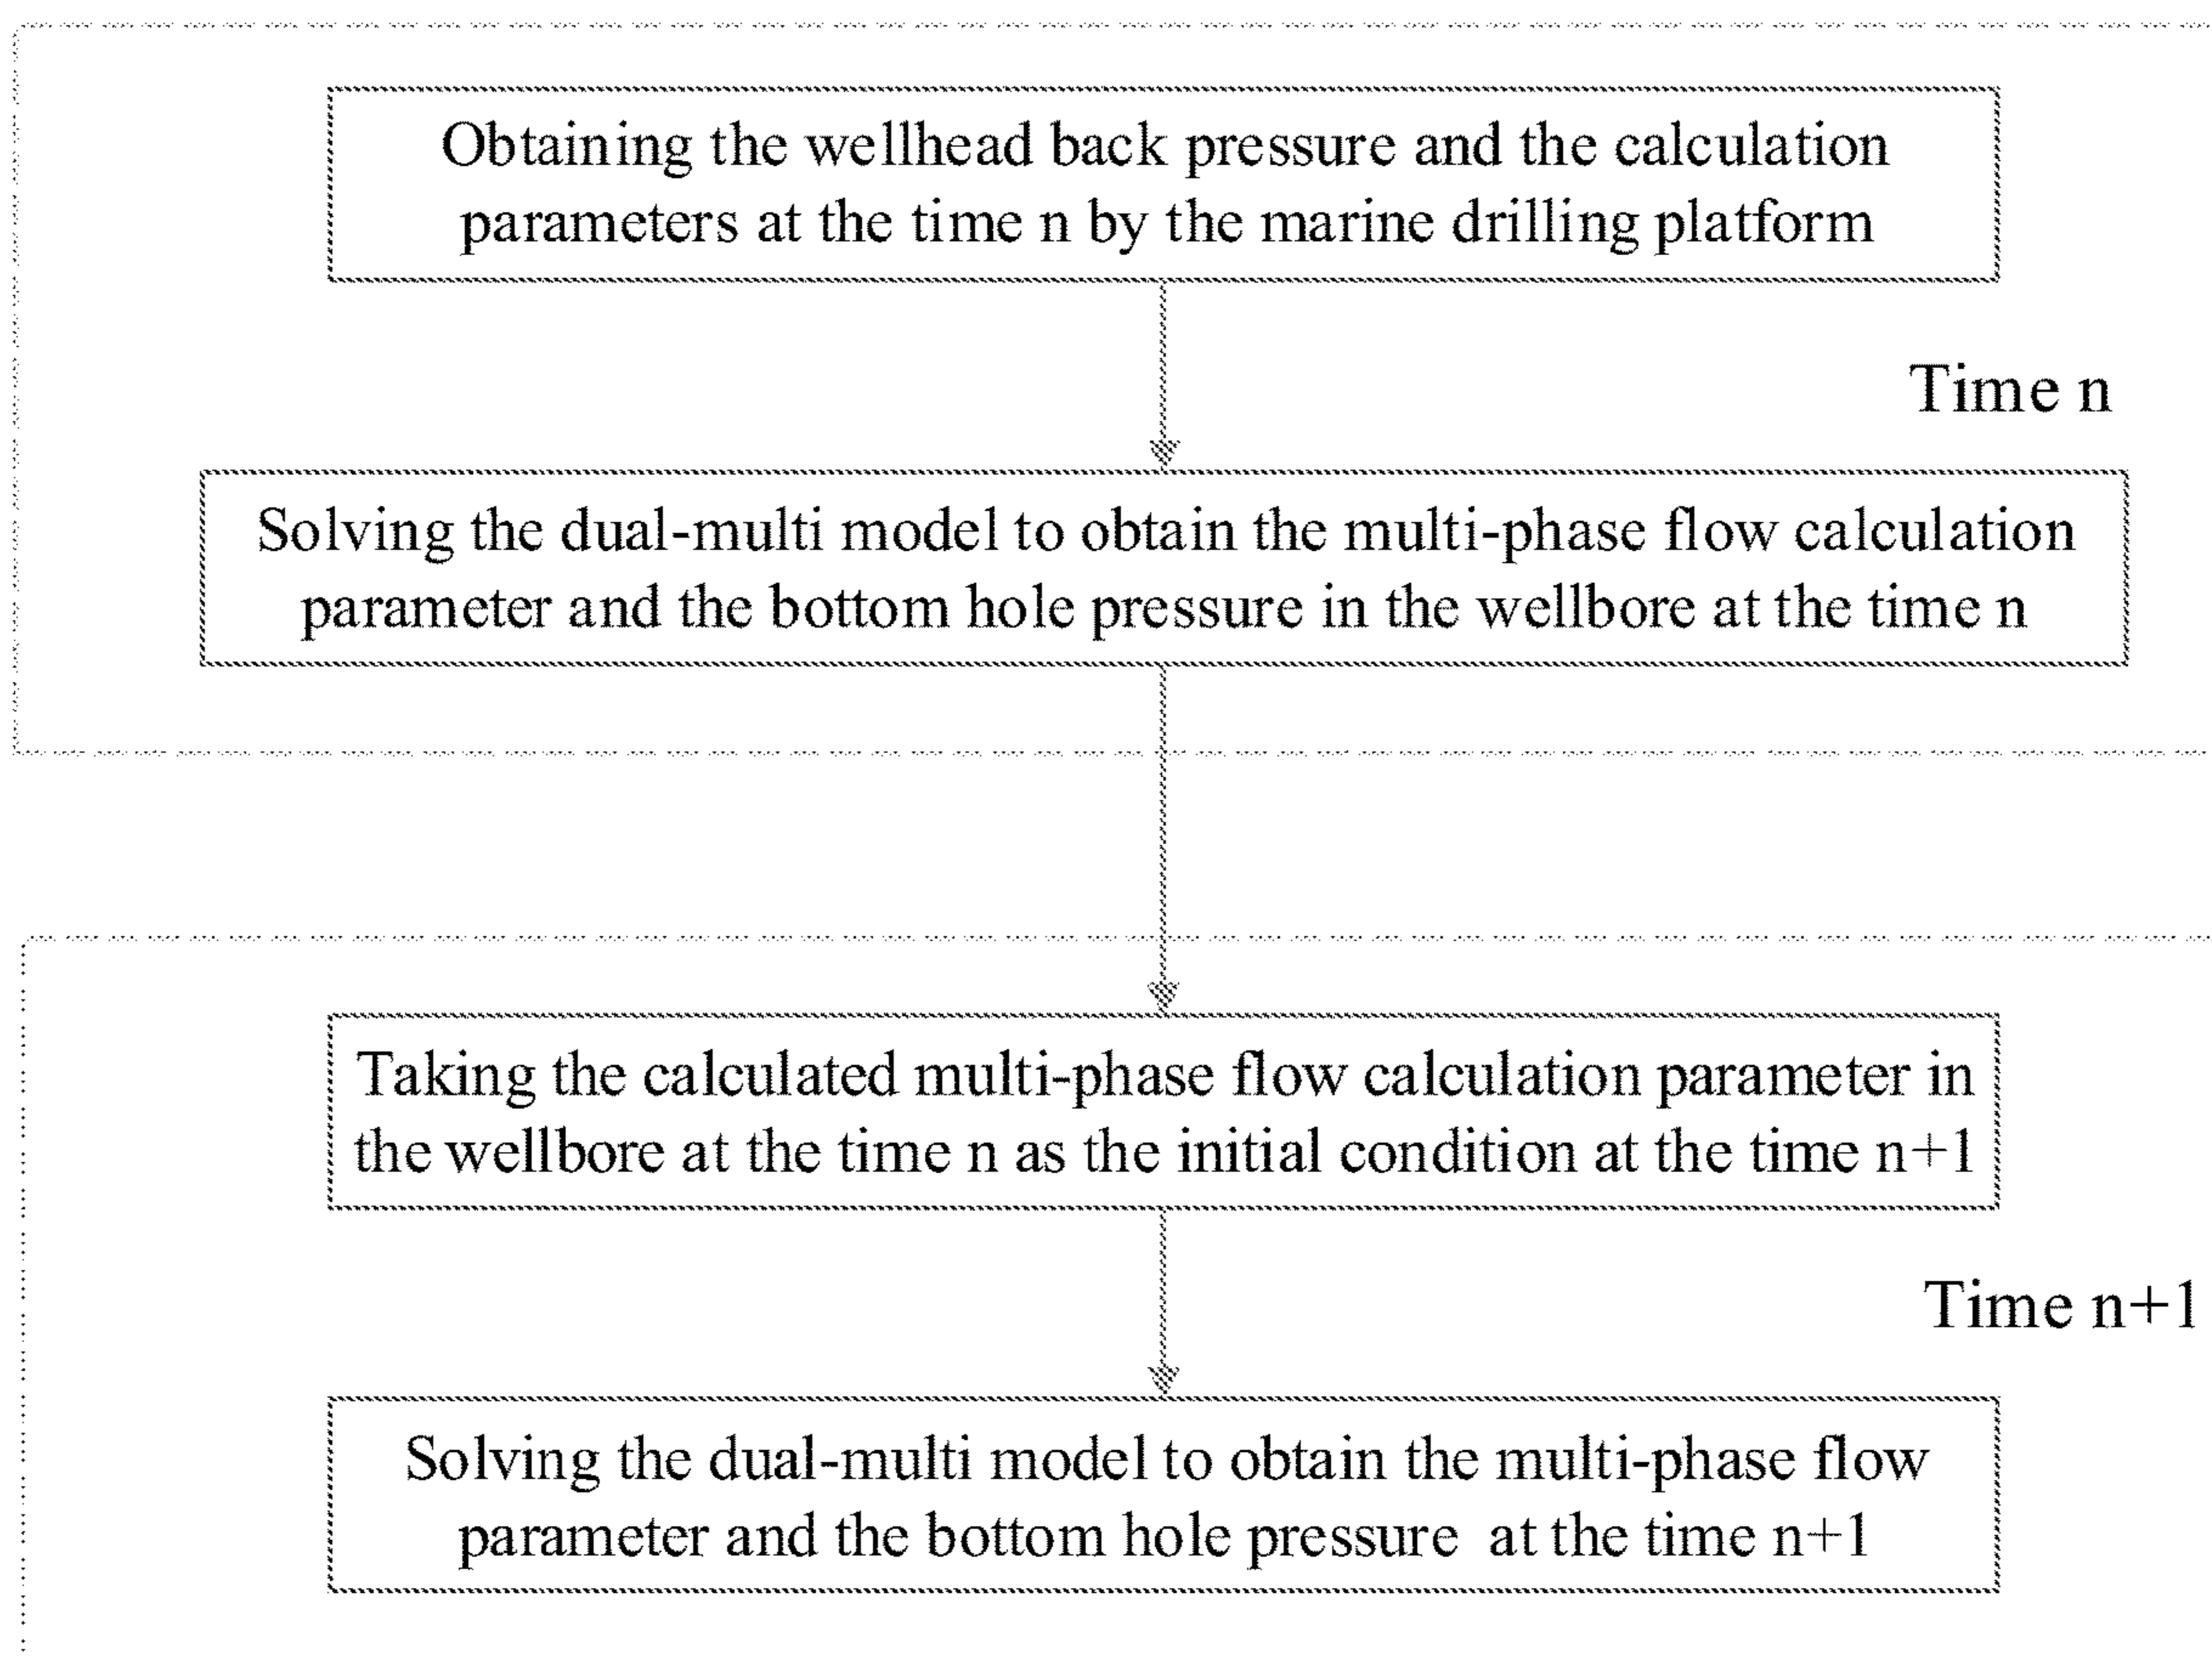 Obtaining the wellhead back pressure and the calculation
parameters at the time n by the marine drilling platform
Time n
Solving the dual-multi model to obtain the multi-phase flow calculation
parameter and the bottom hole pressure in the wellbore at the time n
Taking the calculated multi-phase flow calculation parameter in
the wellbore at the time n as the initial condition at the time n+1
Time n+1
Solving the dual-multi model to obtain the multi-phase flow
parameter and the bottom hole pressure at the time n+1